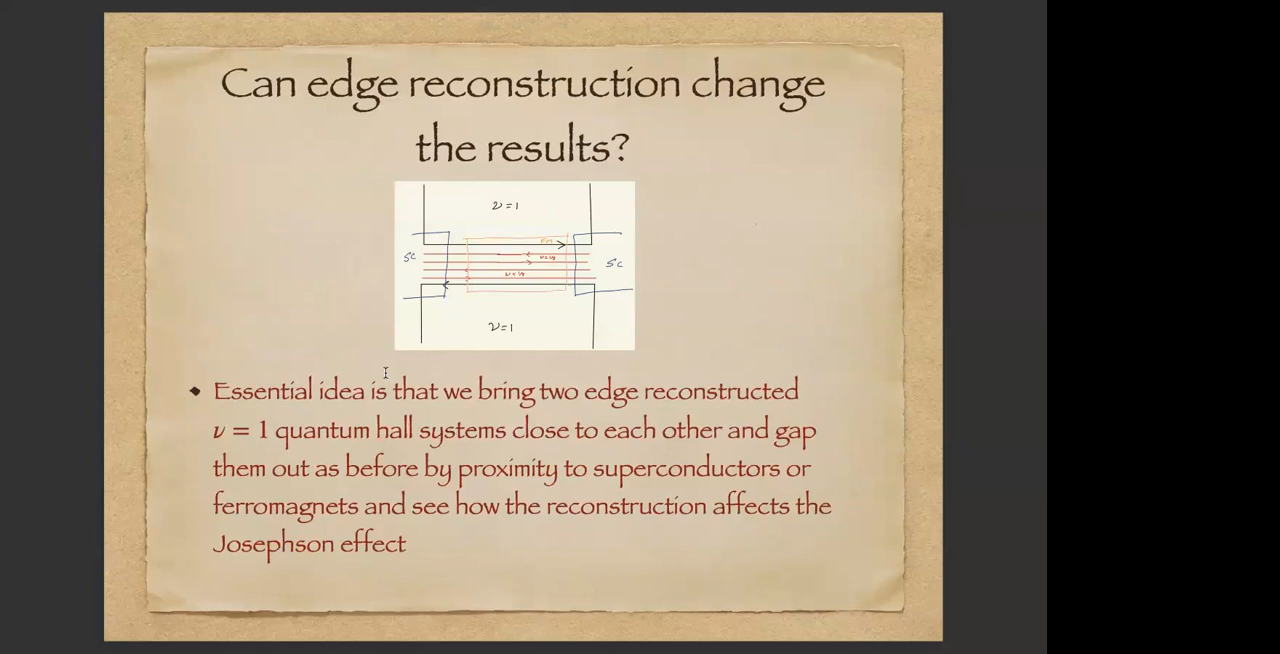 Can edge reconstruction change
the results?
ν = 1
FM
SC
SC
ν = 1
Essential idea is that we bring two edge reconstructed
ν = 1 quantum hall systems close to each other and gap
them out as before by proximity to superconductors or
ferromagnets and see how the reconstruction affects the
Josephson effect